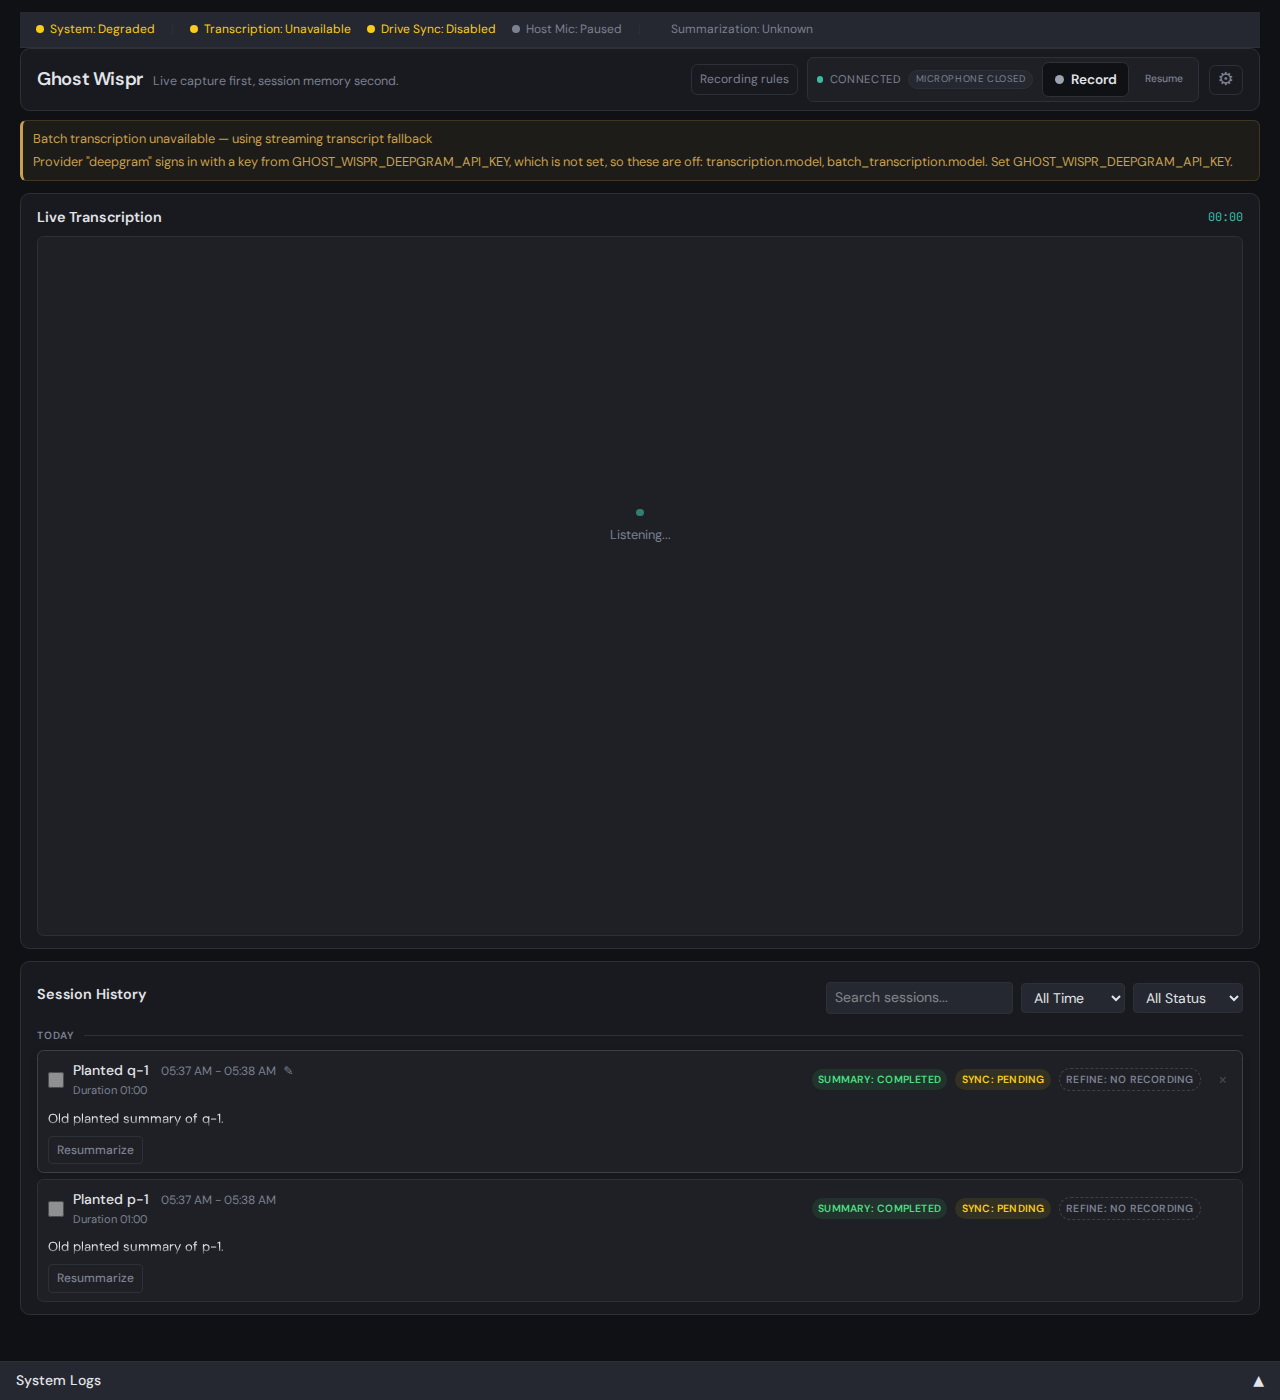 System: Degraded
Transcription: Unavailable
Drive Sync: Disabled
Host Mic: Paused
Summarization: Unknown
Ghost Wispr
Live capture first, session memory second.
Recording rules
CONNECTED
MICROPHONE CLOSED
Record
Resume
Batch transcription unavailable — using streaming transcript fallback
Provider "deepgram" signs in with a key from GHOST_WISPR_DEEPGRAM_API_KEY, which is not set, so these are off: transcription.model, batch_transcription.model. Set GHOST_WISPR_DEEPGRAM_API_KEY.
Live Transcription
00:00
Listening...
Session History
Search sessions...
All Time
All Status
TODAY
Planted q-1
05:37 AM - 05:38 AM
SUMMARY: COMPLETED
SYNC: PENDING
REFINE: NO RECORDING
Duration 01:00
Old planted summary of q-1.
Resummarize
Planted p-1
05:37 AM - 05:38 AM
SUMMARY: COMPLETED
SYNC: PENDING
REFINE: NO RECORDING
Duration 01:00
Old planted summary of p-1.
Resummarize
System Logs